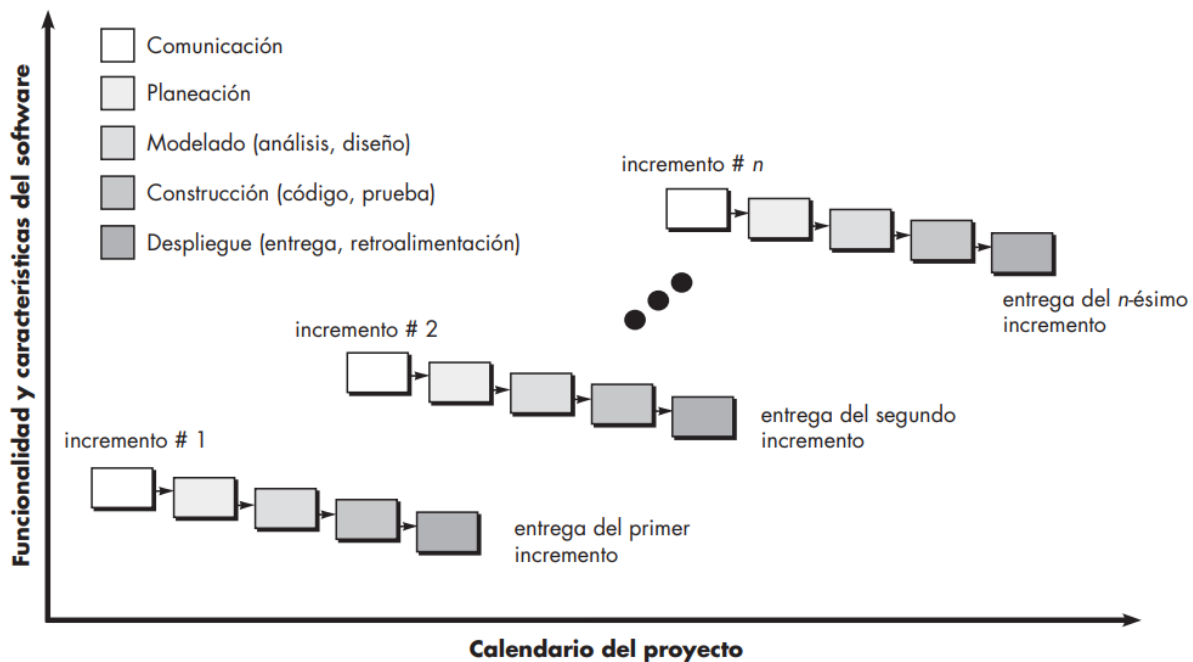 Funcionalidad y características del software
Comunicación
Planeación
Modelado (análisis, diseño)
Construcción (código, prueba)
Despliegue (entrega, retroalimentación)
incremento # n
entrega del n-ésimo
incremento
incremento # 2
entrega del segundo
incremento
incremento # 1
entrega del primer
incremento
Calendario del proyecto